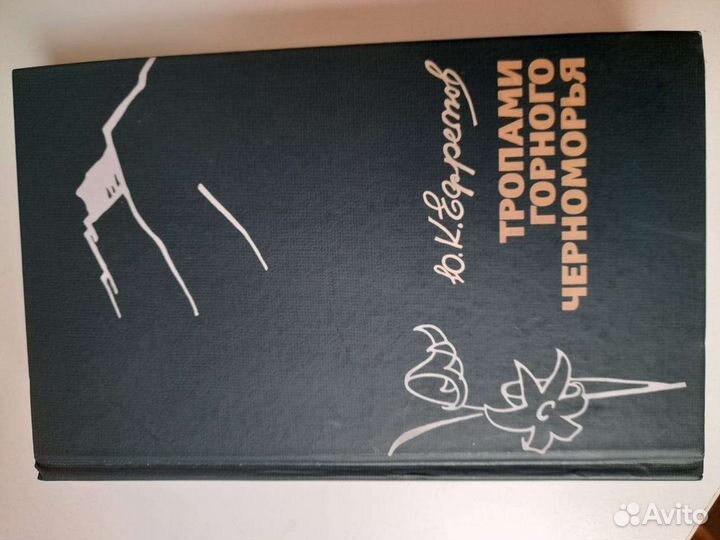 Ю.К.Ефремов
ТРОПАМИ
ГОРНОГО
ЧЕРНОМОРЬЯ
Avito